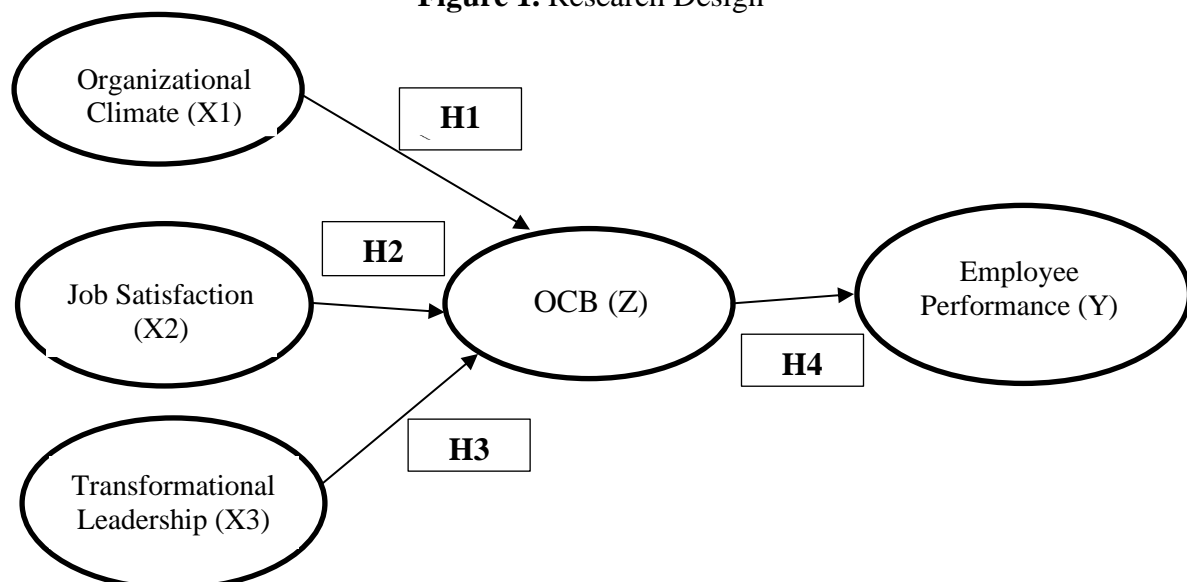 Figure 1. Research Design
Organizational
Climate (X1)
H1
H2
Job Satisfaction
(X2)
OCB (Z)
Employee
Performance (Y)
H4
H3
Transformational
Leadership (X3)